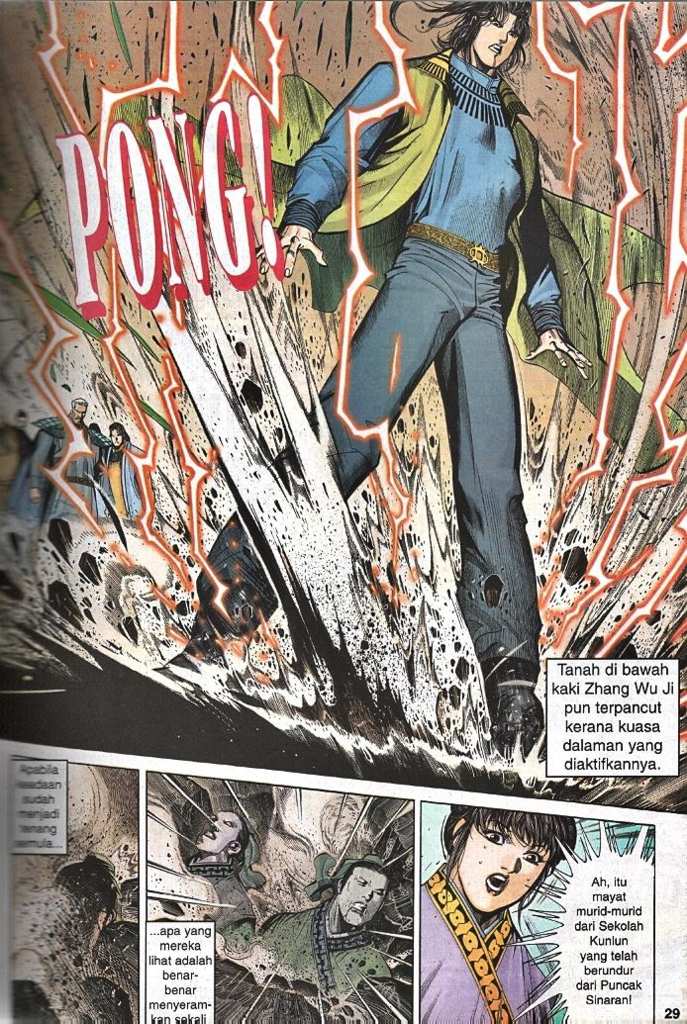 PONG!
Tanah di bawah
kaki Zhang Wu Ji
pun terpancut
kerana kuasa
dalaman yang
diaktifkannya.
Apabila
keadaan
sudah
menjadi
tenang
semula...
...apa yang
mereka
lihat adalah
benar-
benar
menyeram-
kan sekali
Ah, itu
mayat
murid-murid
dari Sekolah
Kunlun
yang telah
berundur
dari Puncak
Sinaran!
29